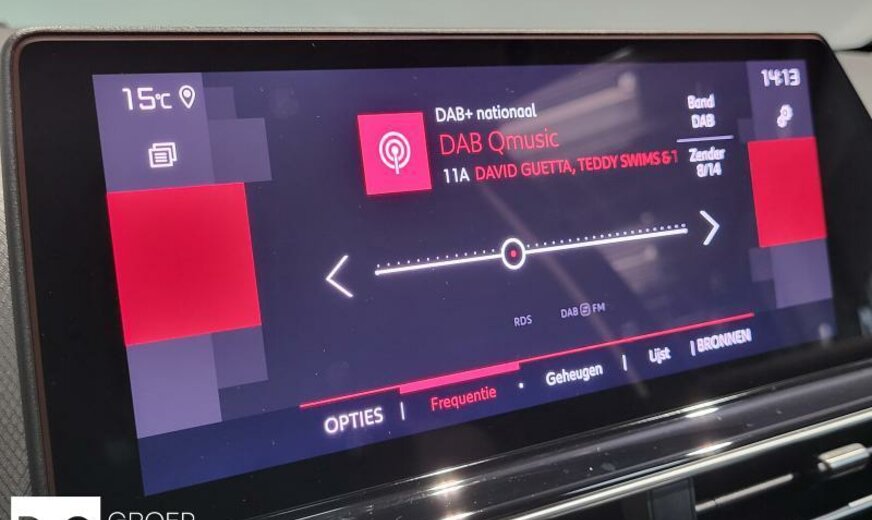 15°C
14:13
DAB+ nationaal
DAB Qmusic
11A DAVID GUETTA, TEDDY SWIMS &
Band
DAB
Zender
8/14
RDS
DAB FM
OPTIES | Frequentie · Geheugen | Lijst | BRONNEN
GROEP